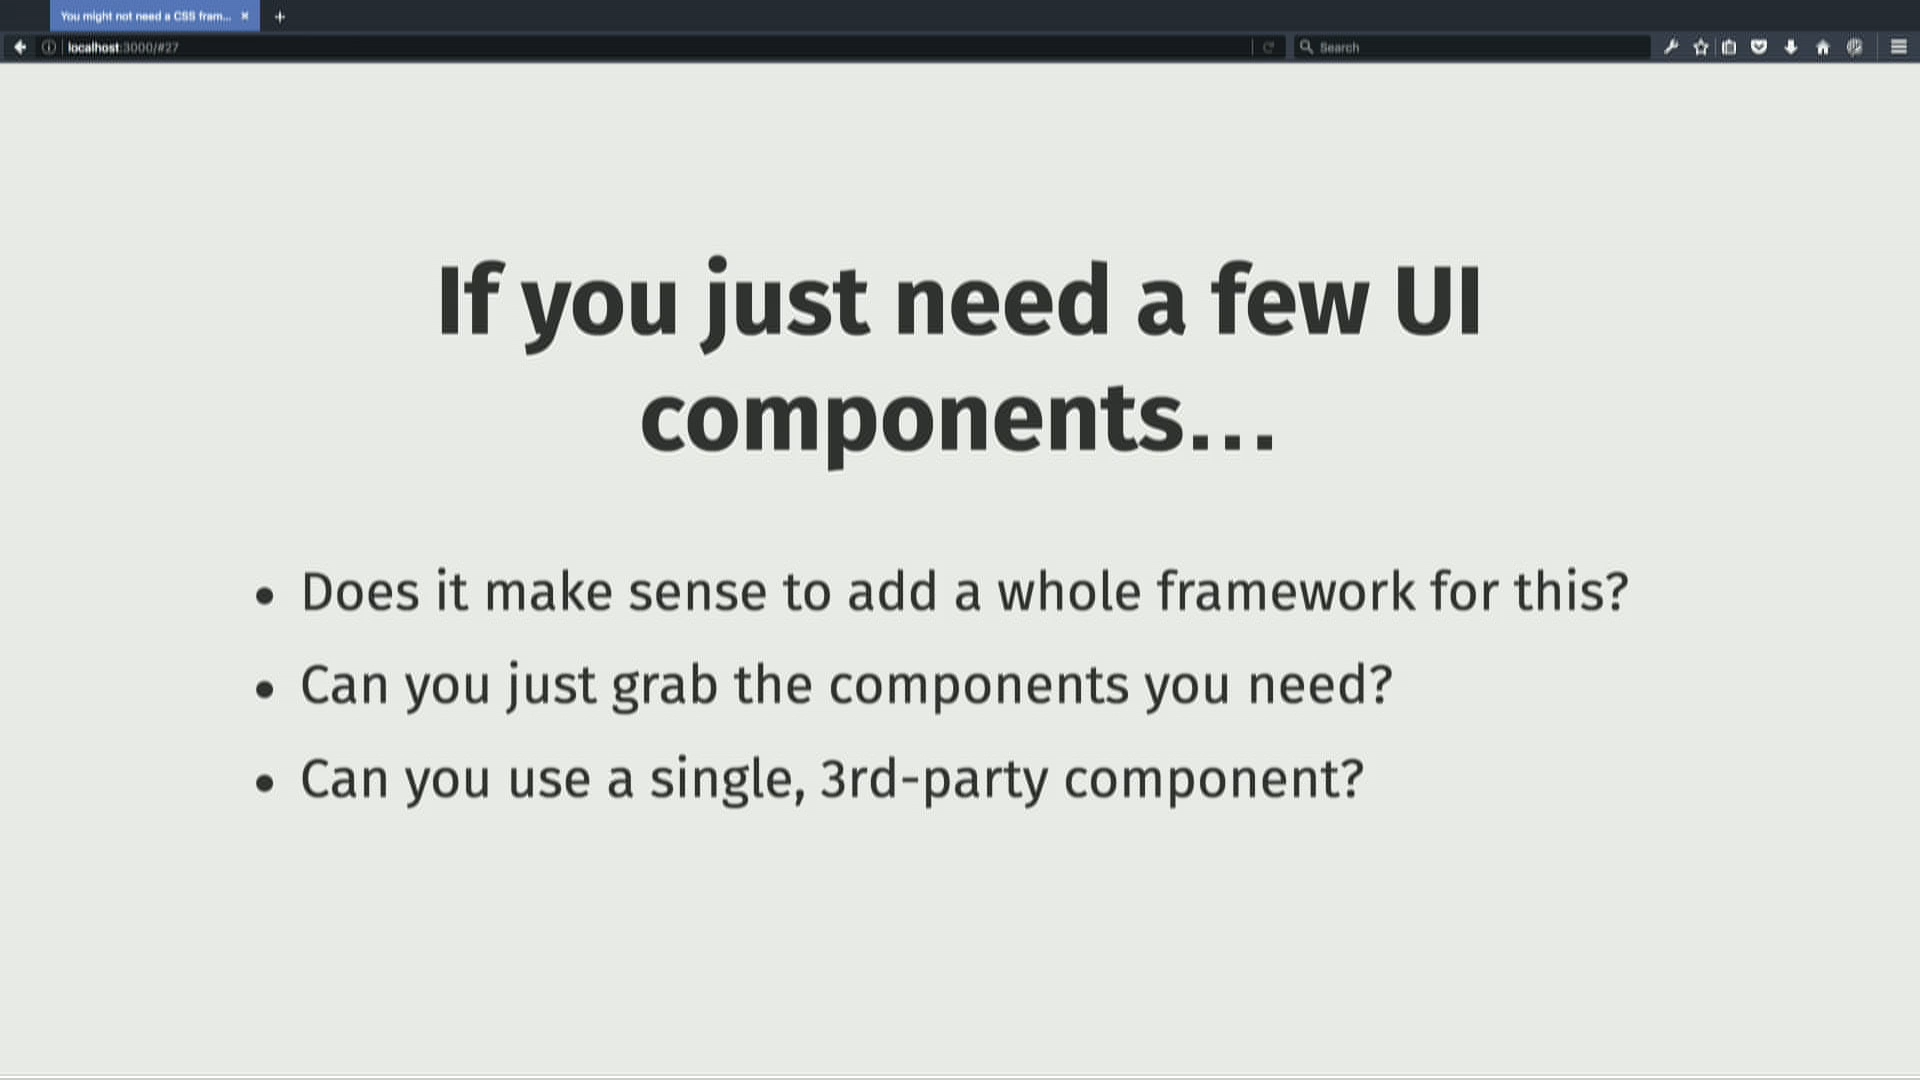 You might not need a CSS fram...
localhost:3000/#27
Search
If you just need a few UI
components…
• Does it make sense to add a whole framework for this?
• Can you just grab the components you need?
• Can you use a single, 3rd-party component?